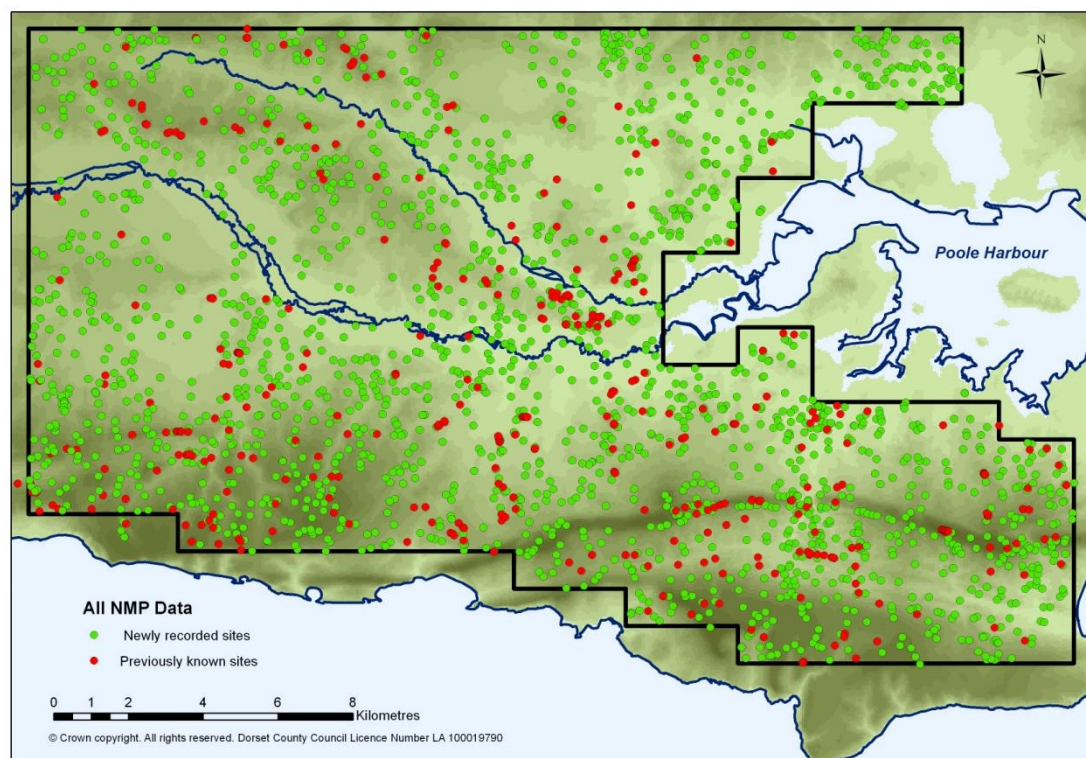 N
Poole Harbour
All NMP Data
Newly recorded sites
Previously known sites
0 1 2 4 6 8
Kilometres
© Crown copyright. All rights reserved. Dorset County Council Licence Number LA 100019790